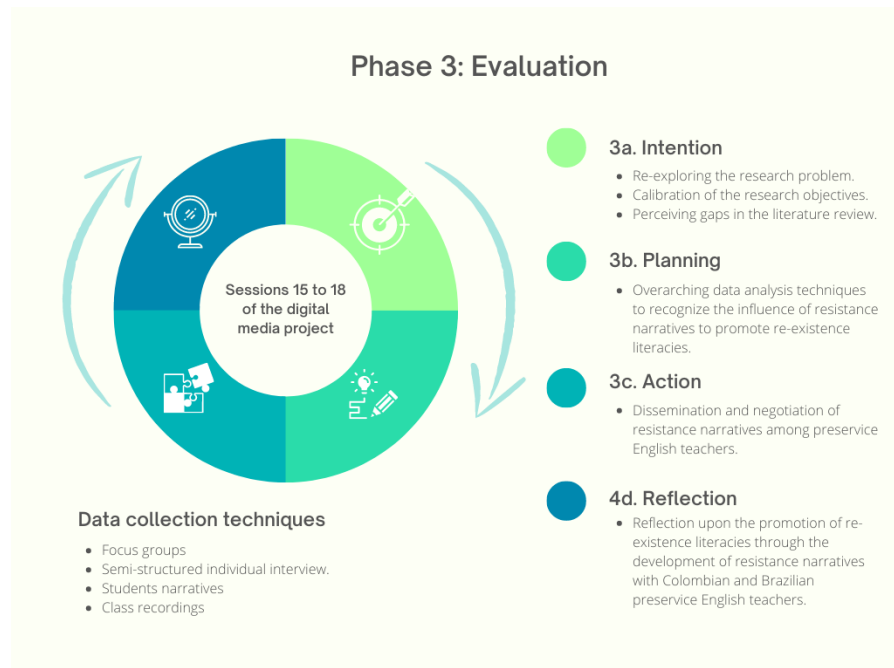 Phase 3: Evaluation
Sessions 15 to 18
of the digital
media project
3a. Intention
• Re-exploring the research problem.
• Calibration of the research objectives.
• Perceiving gaps in the literature review.
3b. Planning
• Overarching data analysis techniques
to recognize the influence of resistance
narratives to promote re-existence
literacies.
3c. Action
• Dissemination and negotiation of
resistance narratives among preservice
English teachers.
4d. Reflection
• Reflection upon the promotion of re-
existence literacies through the
development of resistance narratives
with Colombian and Brazilian
preservice English teachers.
Data collection techniques
• Focus groups
• Semi-structured individual interview.
• Students narratives
• Class recordings